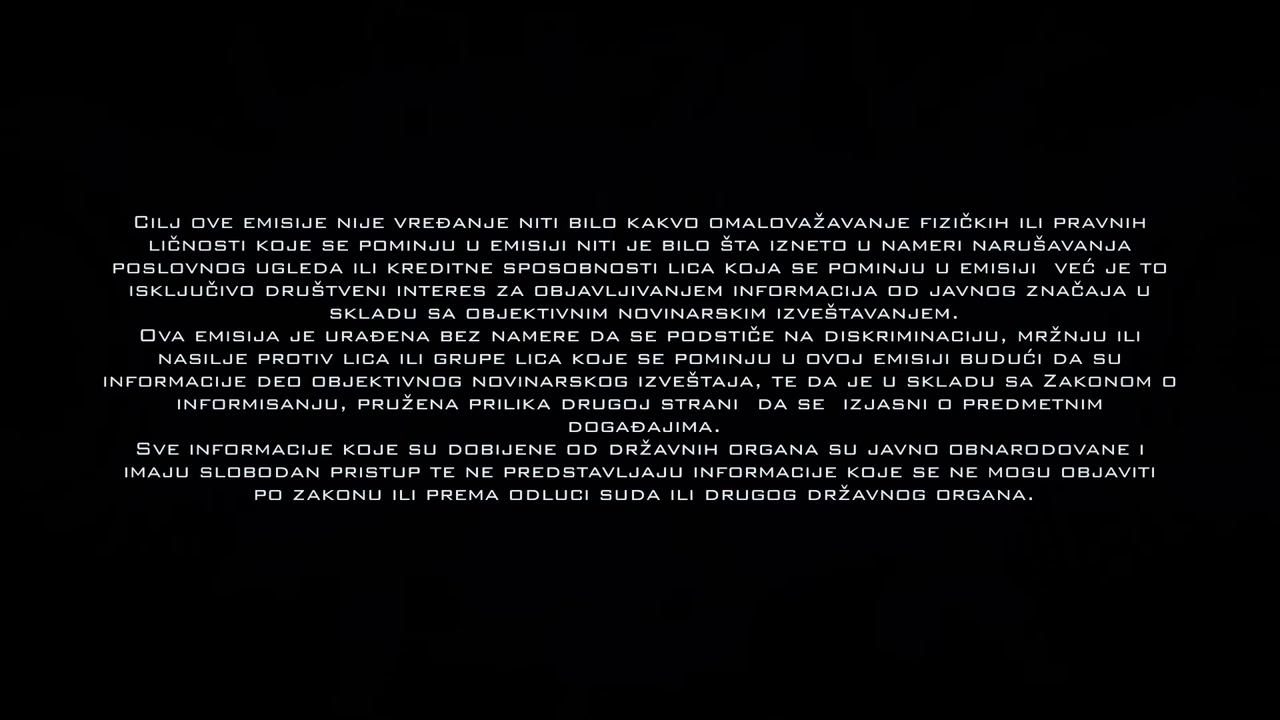 Cilj ove emisije nije vređanje niti bilo kakvo omalovažavanje fizičkih ili pravnih
ličnosti koje se pominju u emisiji niti je bilo šta izneto u nameri narušavanja
poslovnog ugleda ili kreditne sposobnosti lica koja se pominju u emisiji  već je to
isključivo društveni interes za objavljivanjem informacija od javnog značaja u
skladu sa objektivnim novinarskim izveštavanjem.
Ova emisija je urađena bez namere da se podstiče na diskriminaciju, mržnju ili
nasilje protiv lica ili grupe lica koje se pominju u ovoj emisiji budući da su
informacije deo objektivnog novinarskog izveštaja, te da je u skladu sa Zakonom o
informisanju, pružena prilika drugoj strani  da se  izjasni o predmetnim
događajima.
Sve informacije koje su dobijene od državnih organa su javno obnarodovane i
imaju slobodan pristup te ne predstavljaju informacije koje se ne mogu objaviti
po zakonu ili prema odluci suda ili drugog državnog organa.